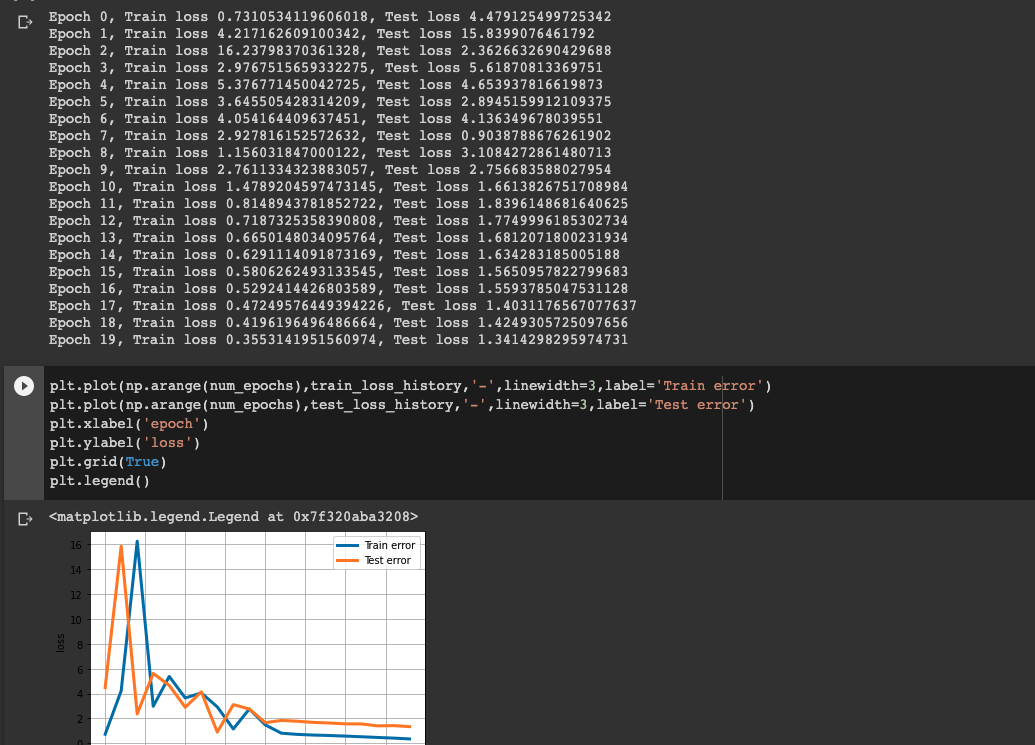 Epoch 0, Train loss 0.7310534119606018, Test loss 4.479125499725342
Epoch 1, Train loss 4.217162609100342, Test loss 15.8399076461792
Epoch 2, Train loss 16.23798370361328, Test loss 2.3626632690429688
Epoch 3, Train loss 2.9767515659332275, Test loss 5.61870813369751
Epoch 4, Train loss 5.376771450042725, Test loss 4.653937816619873
Epoch 5, Train loss 3.645505428314209, Test loss 2.8945159912109375
Epoch 6, Train loss 4.054164409637451, Test loss 4.136349678039551
Epoch 7, Train loss 2.927816152572632, Test loss 0.9038788676261902
Epoch 8, Train loss 1.156031847000122, Test loss 3.1084272861480713
Epoch 9, Train loss 2.7611334323883057, Test loss 2.756683588027954
Epoch 10, Train loss 1.4789204597473145, Test loss 1.6613826751708984
Epoch 11, Train loss 0.8148943781852722, Test loss 1.8396148681640625
Epoch 12, Train loss 0.7187325358390808, Test loss 1.7749996185302734
Epoch 13, Train loss 0.6650148034095764, Test loss 1.6812071800231934
Epoch 14, Train loss 0.6291114091873169, Test loss 1.634283185005188
Epoch 15, Train loss 0.5806262493133545, Test loss 1.5650957822799683
Epoch 16, Train loss 0.5292414426803589, Test loss 1.5593785047531128
Epoch 17, Train loss 0.47249576449394226, Test loss 1.4031176567077637
Epoch 18, Train loss 0.4196196496486664, Test loss 1.4249305725097656
Epoch 19, Train loss 0.3553141951560974, Test loss 1.3414298295974731
plt.plot(np.arange(num_epochs),train_loss_history,'-',linewidth=3,label='Train error')
plt.plot(np.arange(num_epochs),test_loss_history,'-',linewidth=3,label='Test error')
plt.xlabel('epoch')
plt.ylabel('loss')
plt.grid(True)
plt.legend()
<matplotlib.legend.Legend at 0x7f320aba3208>
Train error
Test error
16
14
12
10
8
6
4
2
0
loss